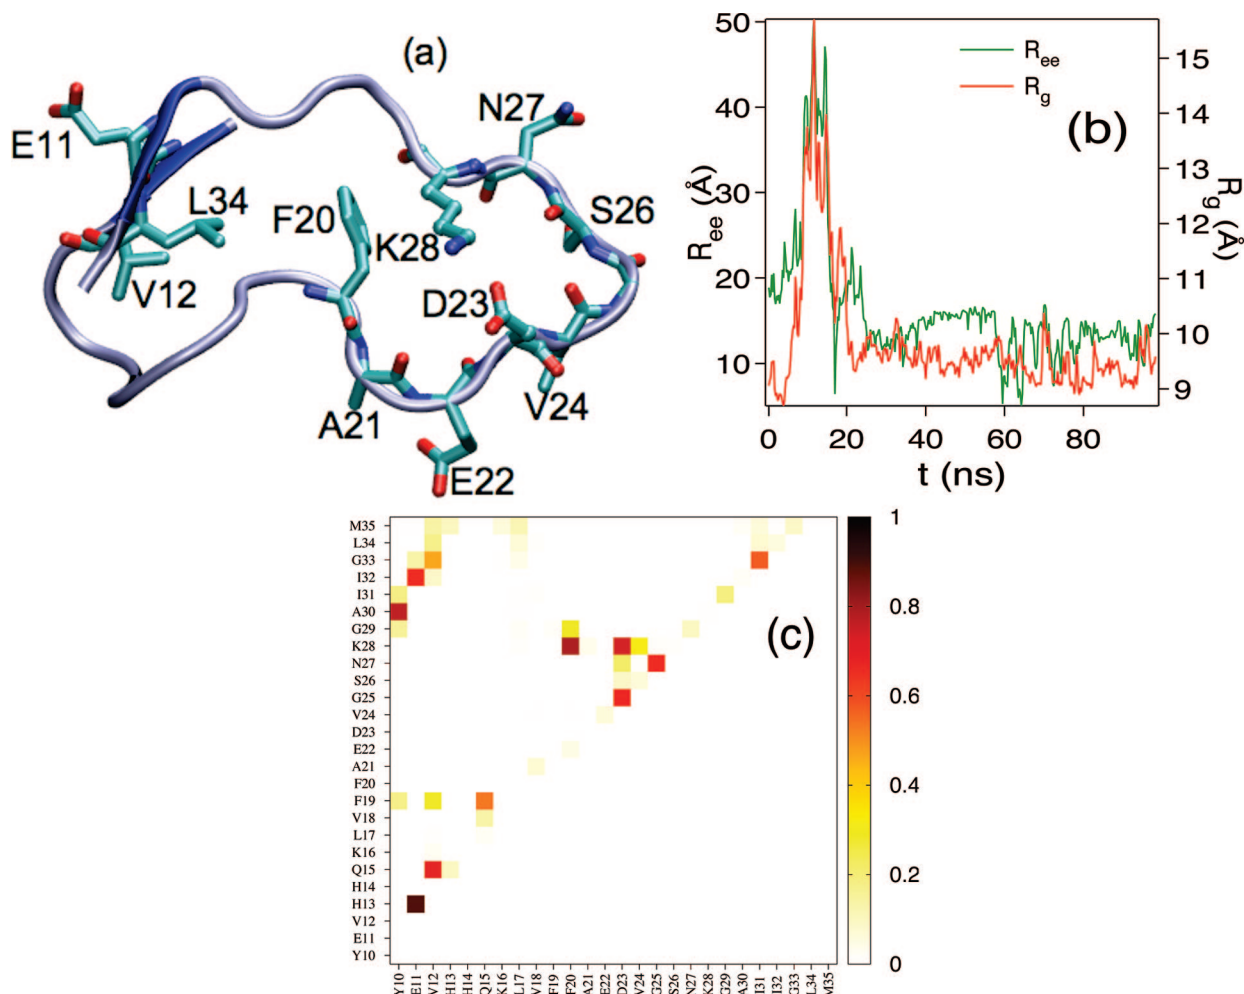 (a)
E11
N27
L34
F20
S26
K28
V12
D23
V24
A21
E22
(b)
R_ee
R_g
50
40
30
20
10
R_ee (Å)
15
14
13
12
11
10
9
R_g (Å)
0 20 40 60 80
t (ns)
(c)
M35
L34
G33
I32
I31
A30
G29
K28
N27
S26
G25
V24
D23
E22
A21
F20
F19
V18
L17
K16
Q15
H14
H13
V12
E11
Y10
Y10 E11 V12 H13 H14 Q15 K16 L17 V18 F19 F20 A21 E22 D23 V24 G25 S26 N27 K28 G29 A30 I31 I32 G33 L34 M35
1
0.8
0.6
0.4
0.2
0